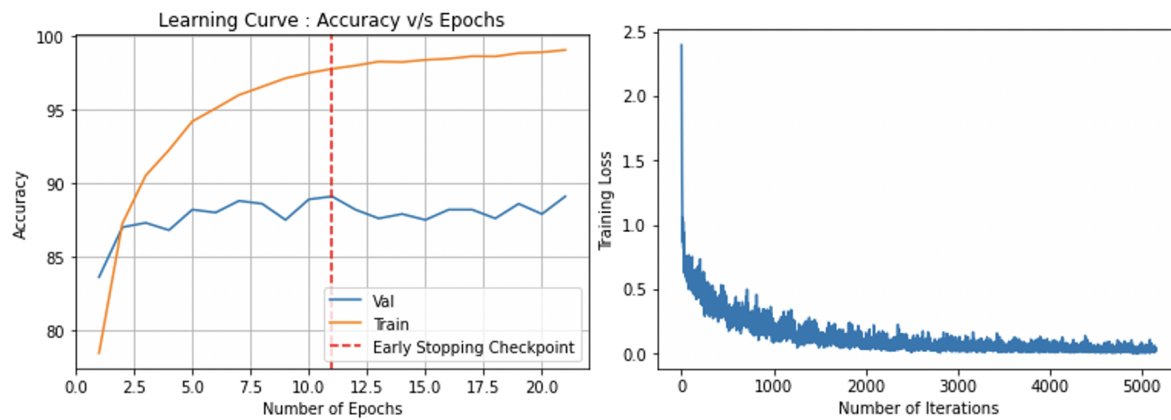 Learning Curve : Accuracy v/s Epochs
100
95
90
85
80
Accuracy
0.0 2.5 5.0 7.5 10.0 12.5 15.0 17.5 20.0
Number of Epochs
Val
Train
Early Stopping Checkpoint
2.5
2.0
1.5
1.0
0.5
0.0
Training Loss
0 1000 2000 3000 4000 5000
Number of Iterations